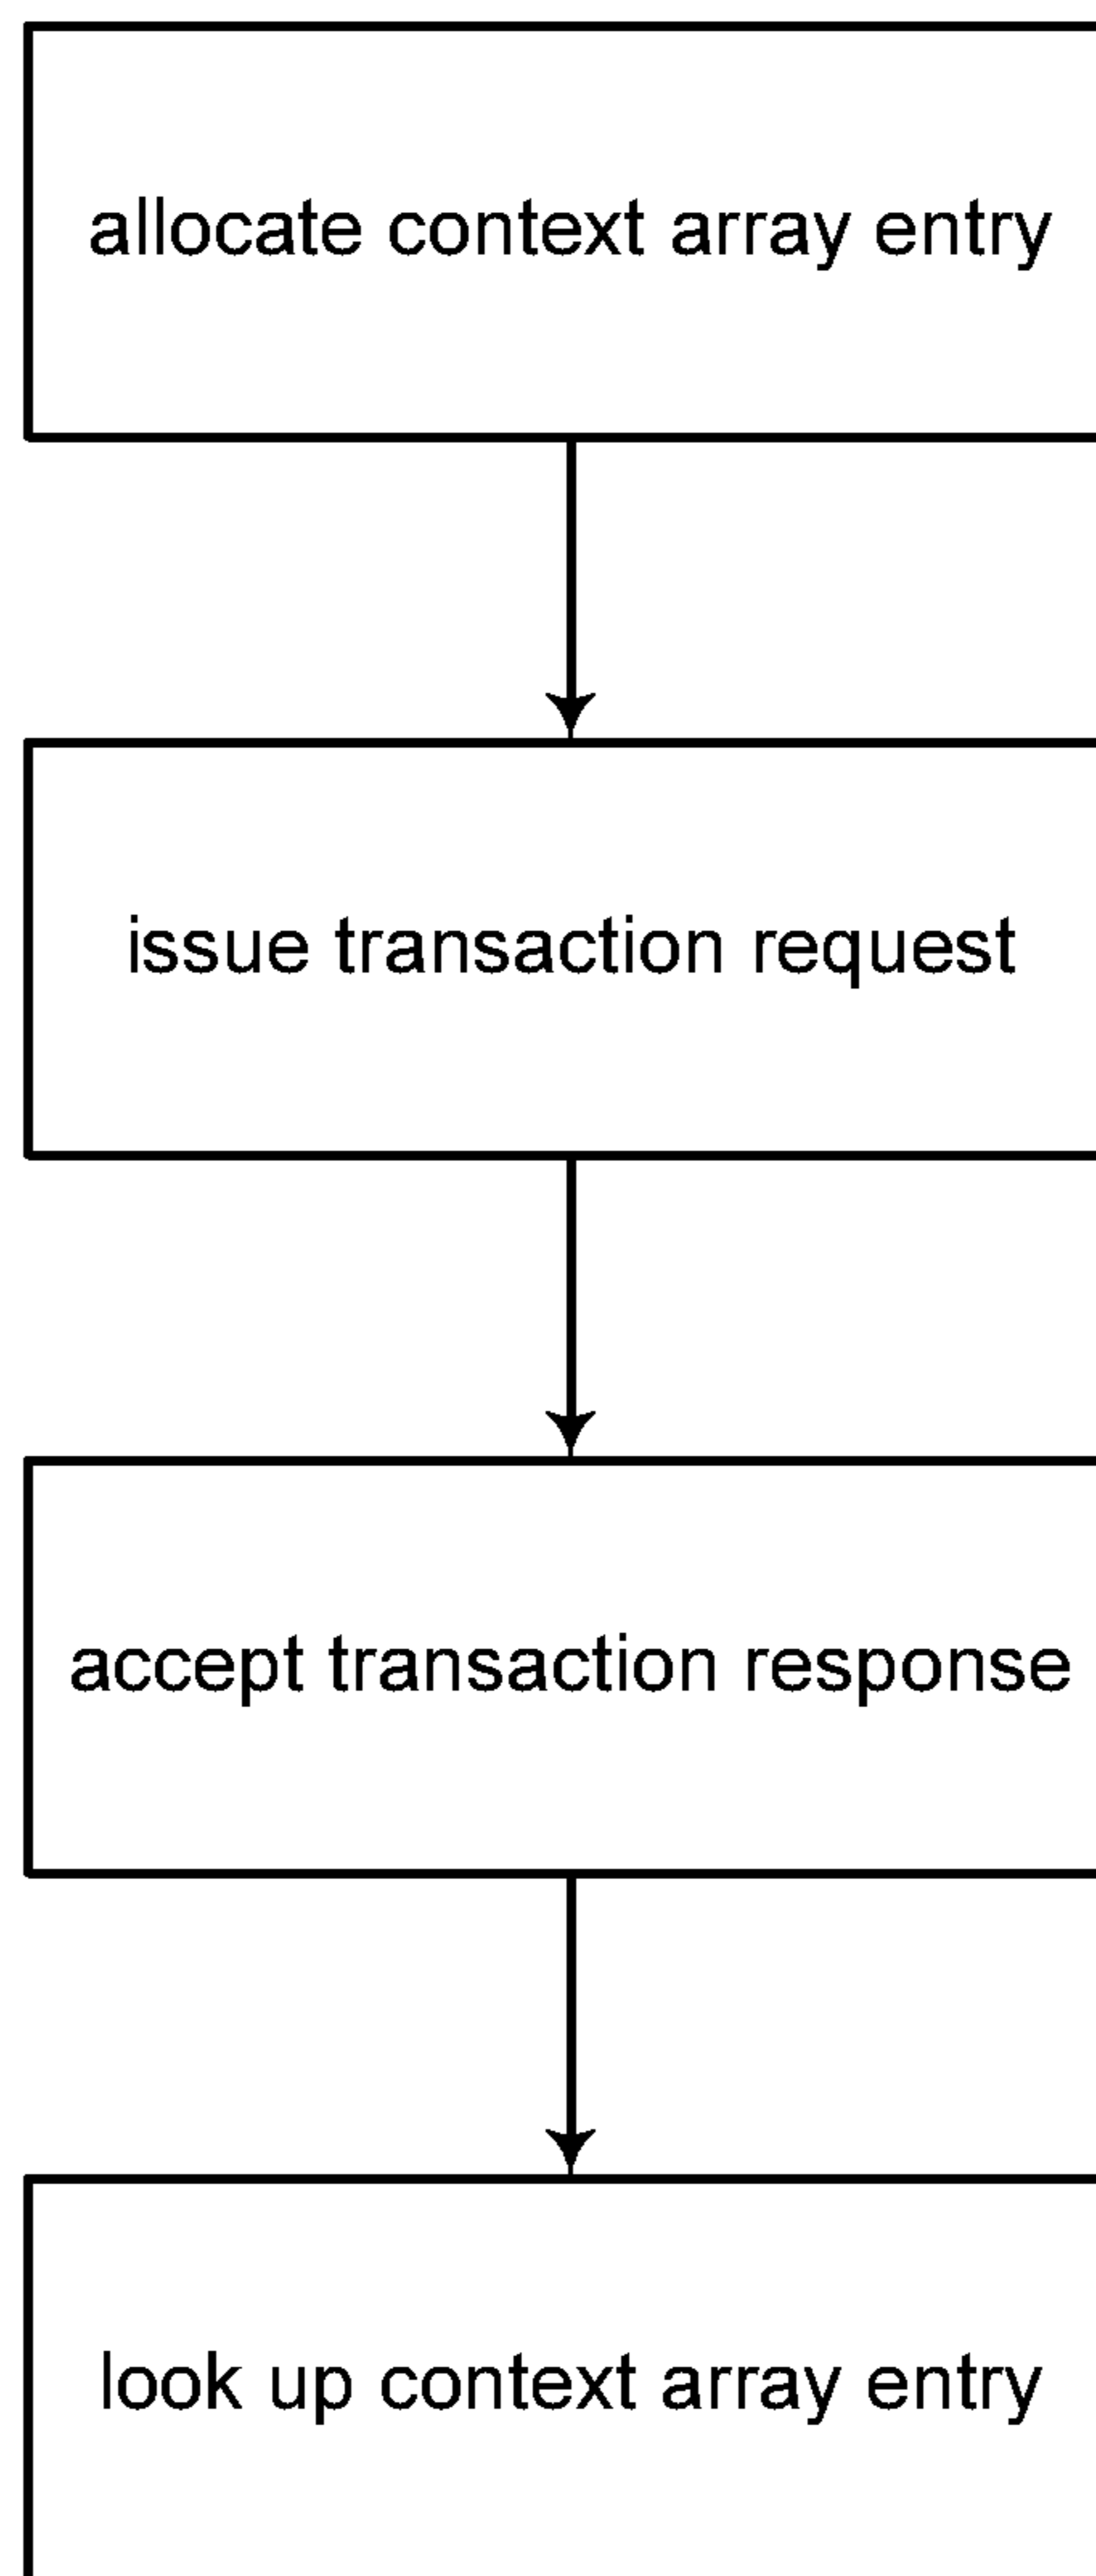 allocate context array entry
issue transaction request
accept transaction response
look up context array entry